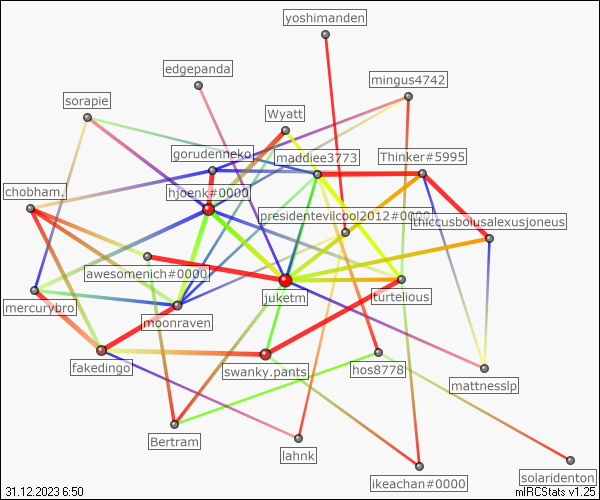 yoshimanden
edgepanda
mingus4742
sorapie
Wyatt
gorudenneko
maddiee3773
Thinker#5995
chobham,
hjoenk#0000
presidentevilcool2012#0000
thiccusbousalexusjoneus
awesomenich#0000
mercurybro
juketm
turtelious
moonraven
fakedingo
swanky.pants
hos8778
mattnesslp
Bertram
lahnk
ikeachan#0000
solaridenton
31.12.2023 6:50
mIRCStats v1.25